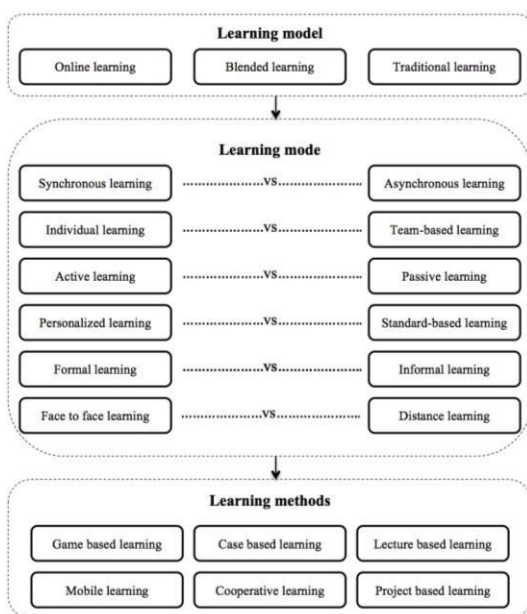 Learning model
Online learning Blended learning Traditional learning
Learning mode
Synchronous learning ......................vs...................... Asynchronous learning
Individual learning ......................vs...................... Team-based learning
Active learning ......................vs...................... Passive learning
Personalized learning ......................vs...................... Standard-based learning
Formal learning ......................vs...................... Informal learning
Face to face learning ......................vs...................... Distance learning
Learning methods
Game based learning Case based learning Lecture based learning
Mobile learning Cooperative learning Project based learning